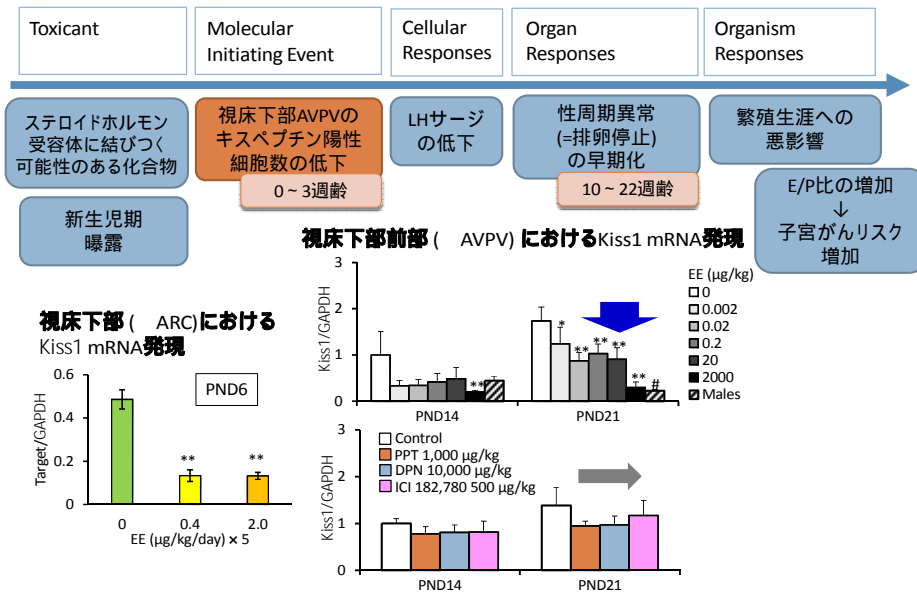 Toxicant
Molecular
Initiating Event
Cellular
Responses
Organ
Responses
Organism
Responses
ステロイドホルモン
受容体に結びつく
可能性のある化合物
新生児期
曝露
視床下部AVPVの
キスペプチン陽性
細胞数の低下
0 ~ 3週齢
LHサージ
の低下
性周期異常
(=排卵停止)
の早期化
10 ~ 22週齢
繁殖生涯への
悪影響
E/P比の増加
↓
子宮がんリスク
増加
視床下部 ( ARC)における
Kiss1 mRNA発現
PND6
Target/GAPDH
0.6
0.4
0.2
0
**
**
0
0.4
2.0
EE (μg/kg/day) × 5
視床下部前部 ( AVPV) におけるKiss1 mRNA発現
Kiss1/GAPDH
3
2
1
0
**
*
**
**
**
**
#
PND14
PND21
EE (μg/kg)
0
0.002
0.02
0.2
20
2000
Males
Kiss1/GAPDH
3
2
1
0
Control
PPT 1,000 μg/kg
DPN 10,000 μg/kg
ICI 182,780 500 μg/kg
PND14
PND21